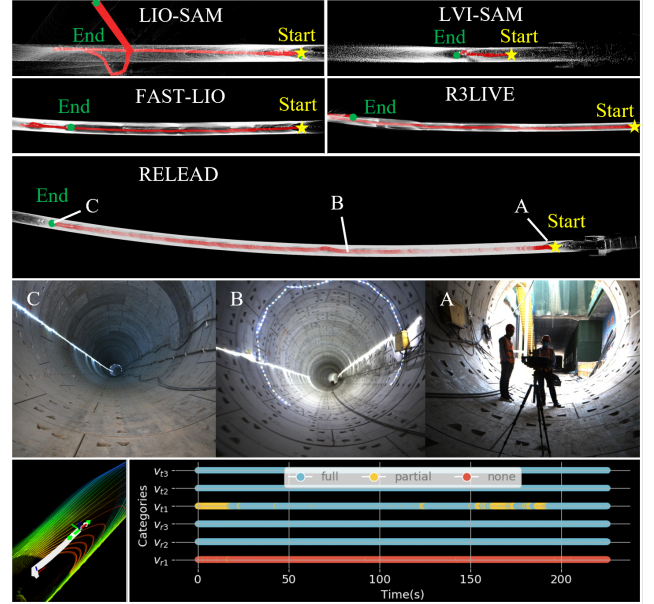 LIO-SAM
End
Start
LVI-SAM
End
Start
FAST-LIO
End
Start
R3LIVE
End
Start
RELEAD
End
C
B
A
Start
C
B
A
Categories
v_t3
v_t2
v_t1
v_r3
v_r2
v_r1
full partial none
0 50 100 150 200
Time(s)